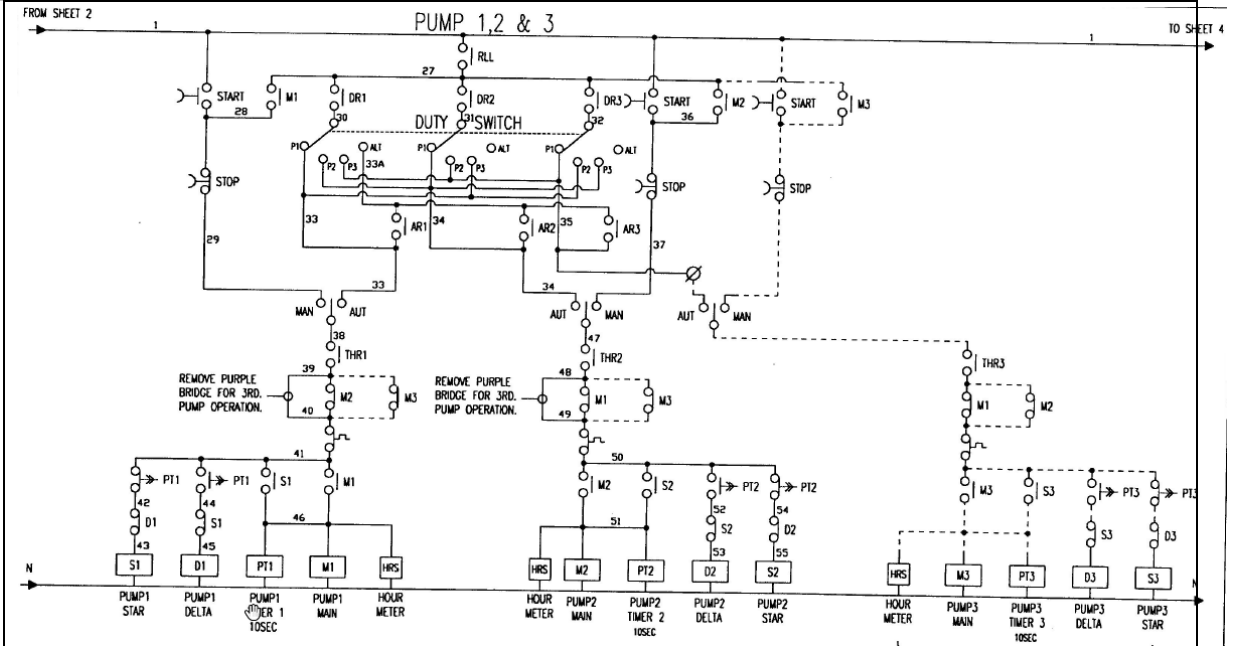 FROM SHEET 2
1
PUMP 1,2 & 3
1
TO SHEET 4
RLL
27
START
M1
DR1
DR2
DR3
START
M2
START
M3
28
30
31
32
36
DUTY SWITCH
P1
P2
P3
ALT
33A
P1
P2
P3
ALT
P1
P2
P3
ALT
STOP
STOP
STOP
29
33
AR1
34
AR2
35
AR3
37
33
34
MAN
AUT
AUT
MAN
AUT
MAN
38
47
THR1
THR2
THR3
39
48
REMOVE PURPLE
BRIDGE FOR 3RD.
PUMP OPERATION.
M2
M3
REMOVE PURPLE
BRIDGE FOR 3RD.
PUMP OPERATION.
M1
M3
M1
M2
40
49
41
50
PT1
PT1
S1
M1
M2
S2
PT2
PT2
M3
S3
PT3
PT3
42
44
52
54
D1
S1
46
51
S2
D2
S3
D3
43
45
53
55
N
S1
D1
PT1
M1
HRS
HRS
M2
PT2
D2
S2
HRS
M3
PT3
D3
S3
N
PUMP1
STAR
PUMP1
DELTA
PUMP1
ER 1
10SEC
PUMP1
MAIN
HOUR
METER
HOUR
METER
PUMP2
MAIN
PUMP2
TIMER 2
10SEC
PUMP2
DELTA
PUMP2
STAR
HOUR
METER
PUMP3
MAIN
PUMP3
TIMER 3
10SEC
PUMP3
DELTA
PUMP3
STAR